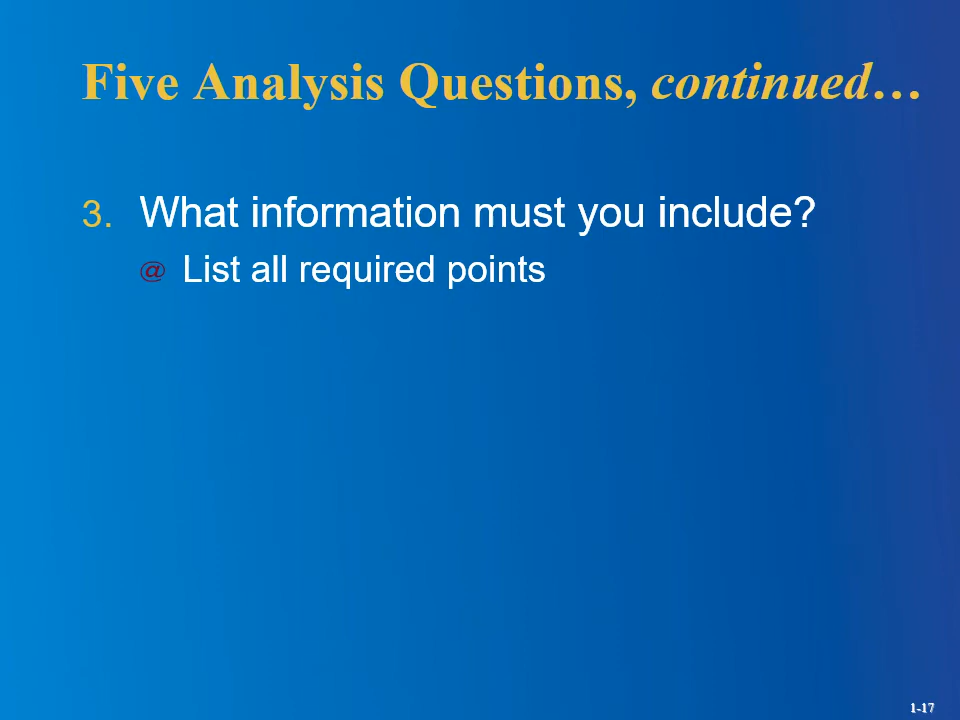 Five Analysis Questions, continued…
3. What information must you include?
@ List all required points
1-17